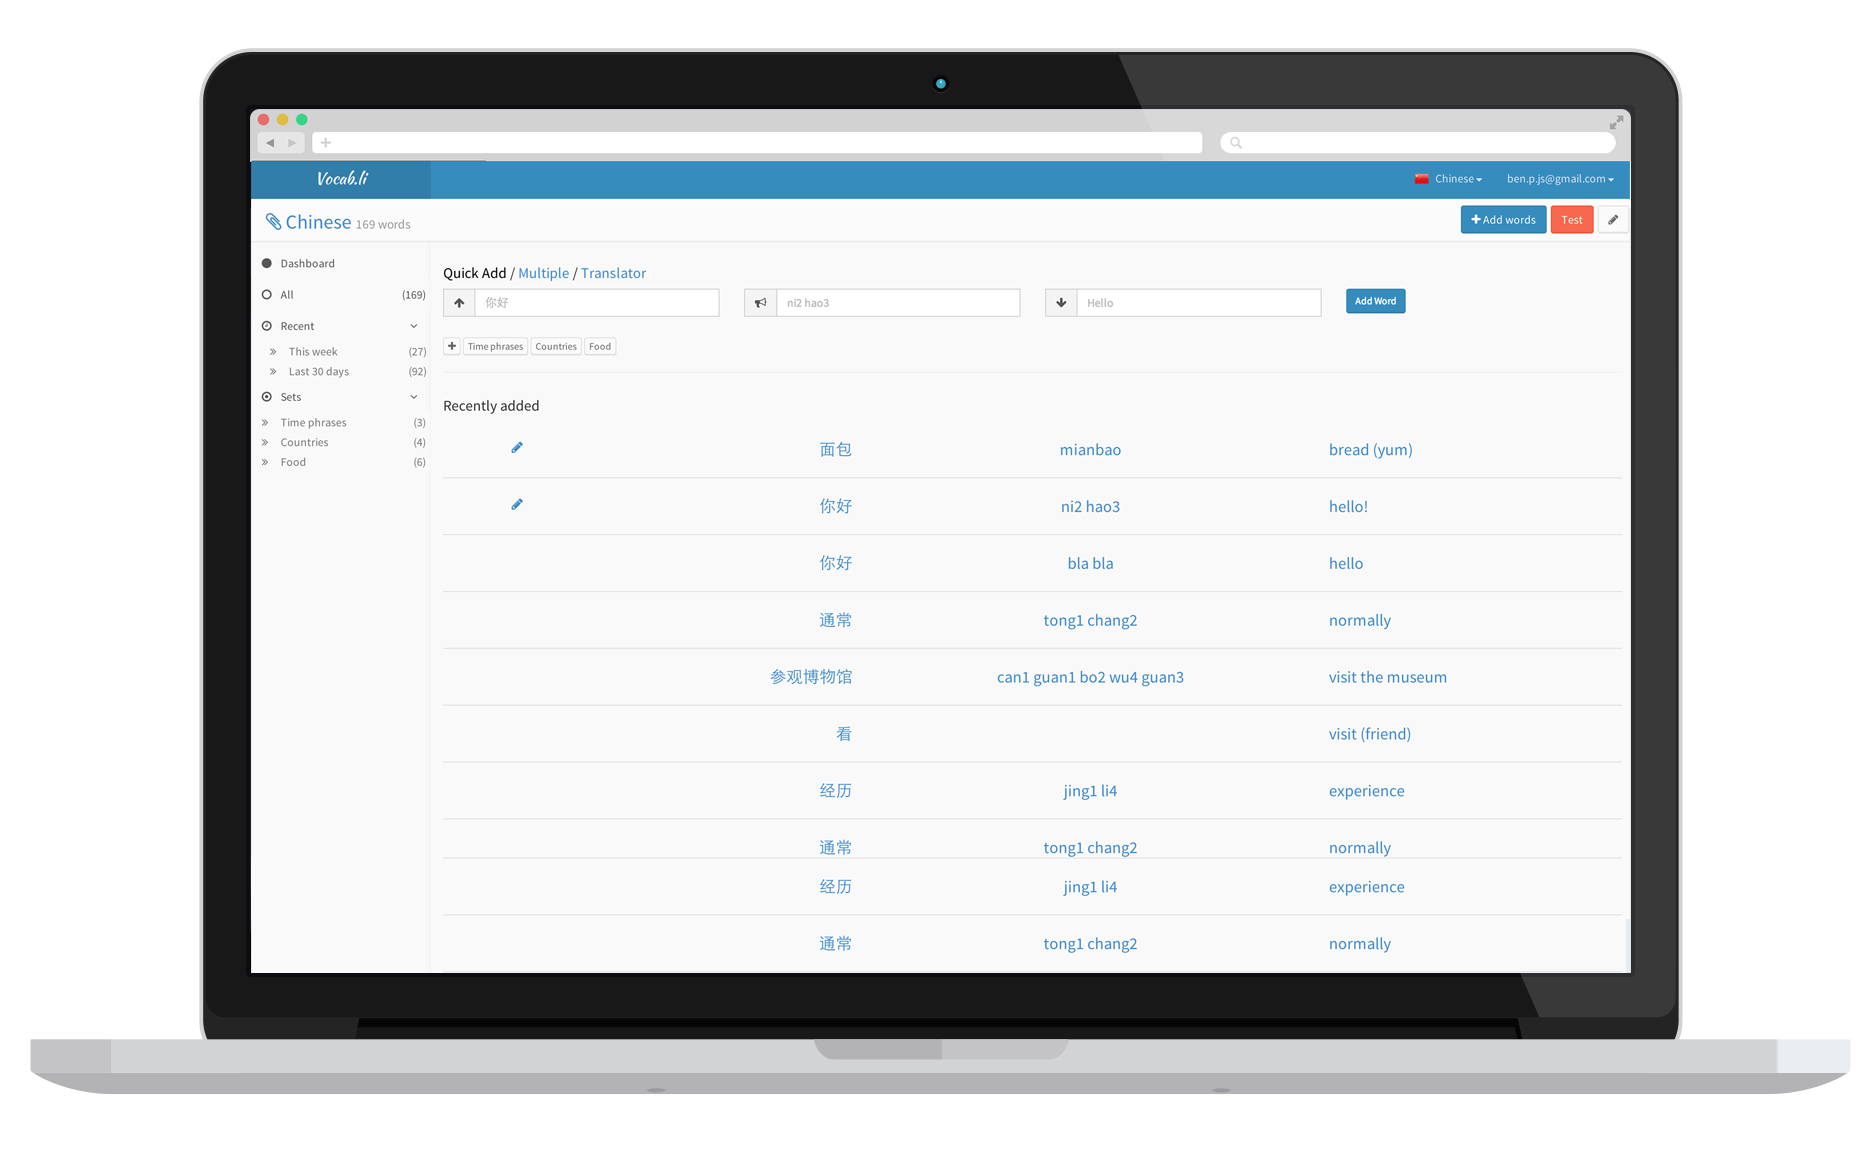 Vocab.li
Chinese ben.p.js@gmail.com
Chinese 169 words
Add words Test
Dashboard
All (169)
Recent
This week (27)
Last 30 days (92)
Sets
Time phrases (3)
Countries (4)
Food (6)
Quick Add / Multiple / Translator
你好 ni2 hao3 Hello Add Word
Time phrases Countries Food
Recently added
面包 mianbao bread (yum)
你好 ni2 hao3 hello!
你好 bla bla hello
通常 tong1 chang2 normally
参观博物馆 can1 guan1 bo2 wu4 guan3 visit the museum
看 visit (friend)
经历 jing1 li4 experience
通常 tong1 chang2 normally
经历 jing1 li4 experience
通常 tong1 chang2 normally